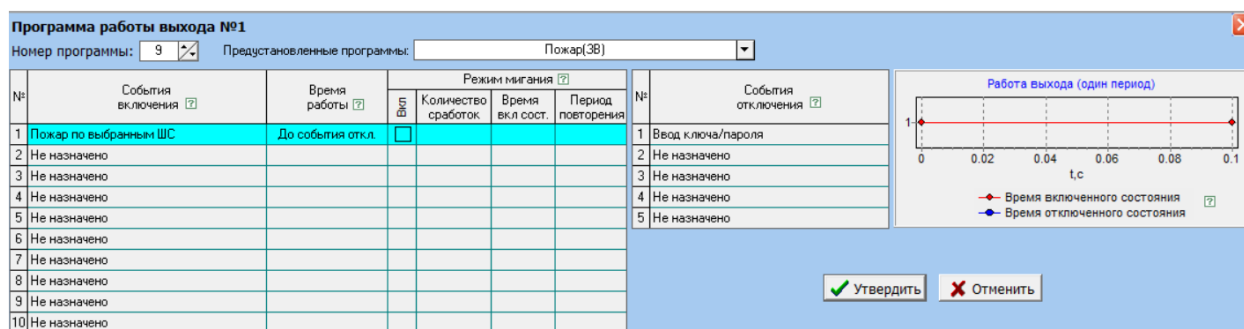 Программа работы выхода №1
Номер программы: 9 Предустановленные программы: Пожар(ЗВ)
№ События включения ? Время работы ? Режим мигания ?
Вкл Количество сработок Время вкл сост. Период повторения
1 Пожар по выбранным ШС До события откл.
2 Не назначено
3 Не назначено
4 Не назначено
5 Не назначено
6 Не назначено
7 Не назначено
8 Не назначено
9 Не назначено
10 Не назначено
№ События отключения ?
1 Ввод ключа/пароля
2 Не назначено
3 Не назначено
4 Не назначено
5 Не назначено
Работа выхода (один период)
1
0 0.02 0.04 0.06 0.08 0.1
t,c
Время включенного состояния ?
Время отключенного состояния
Утвердить Отменить